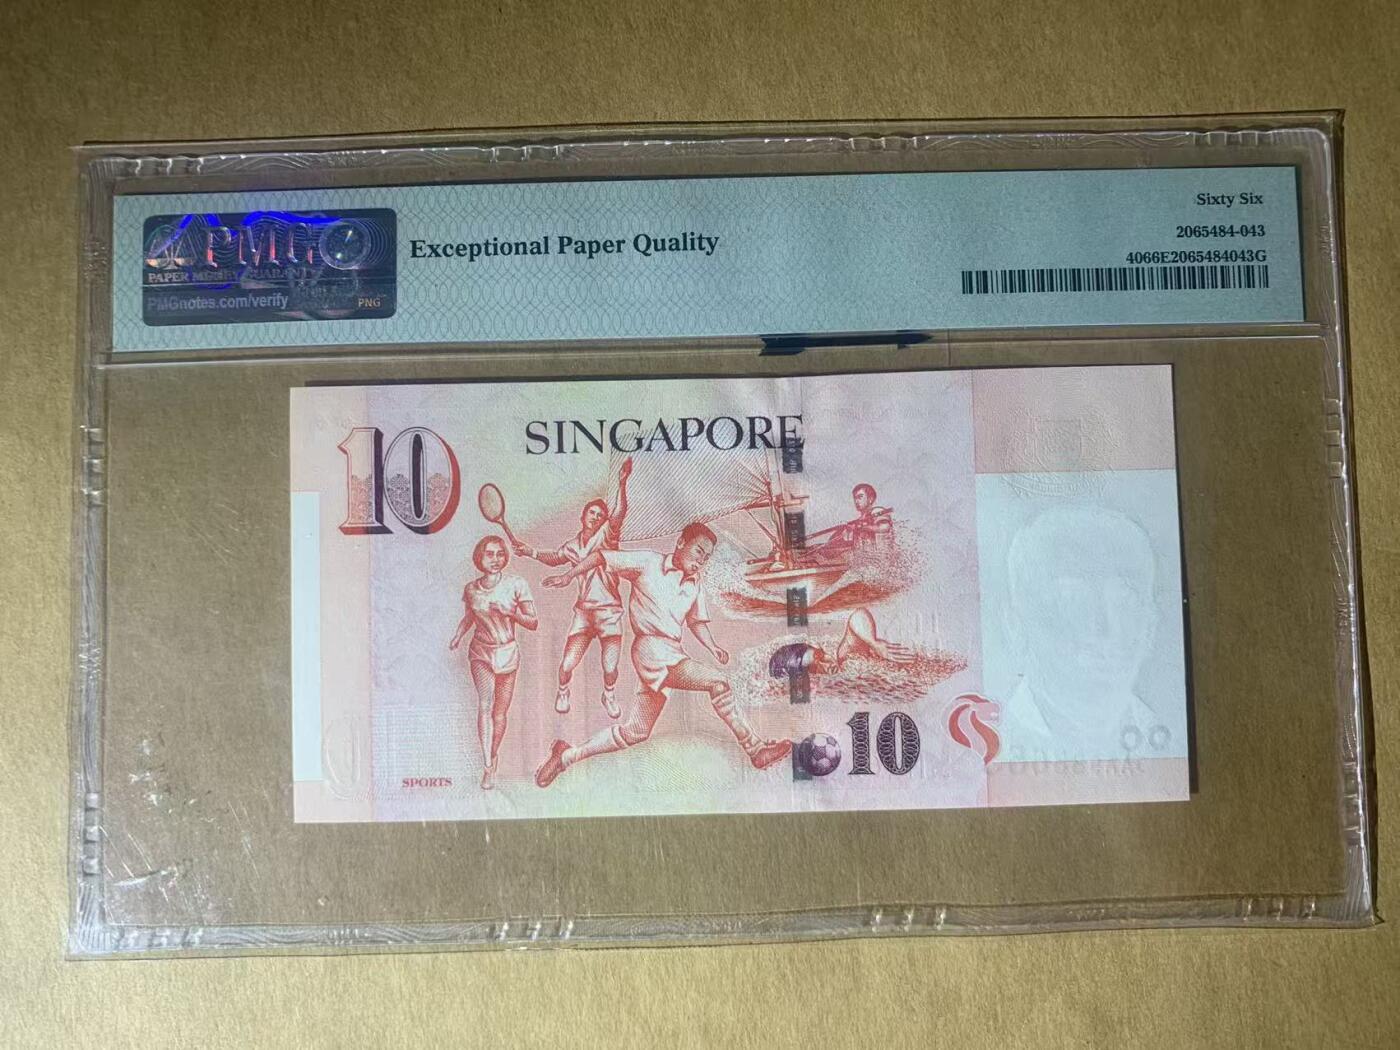 PMG
PAPER MONEY GUARANTY
PMGnotes.com/verify
PNG
Exceptional Paper Quality
Sixty Six
2065484-043
4066E2065484043G
10
SINGAPORE
SPORTS
10